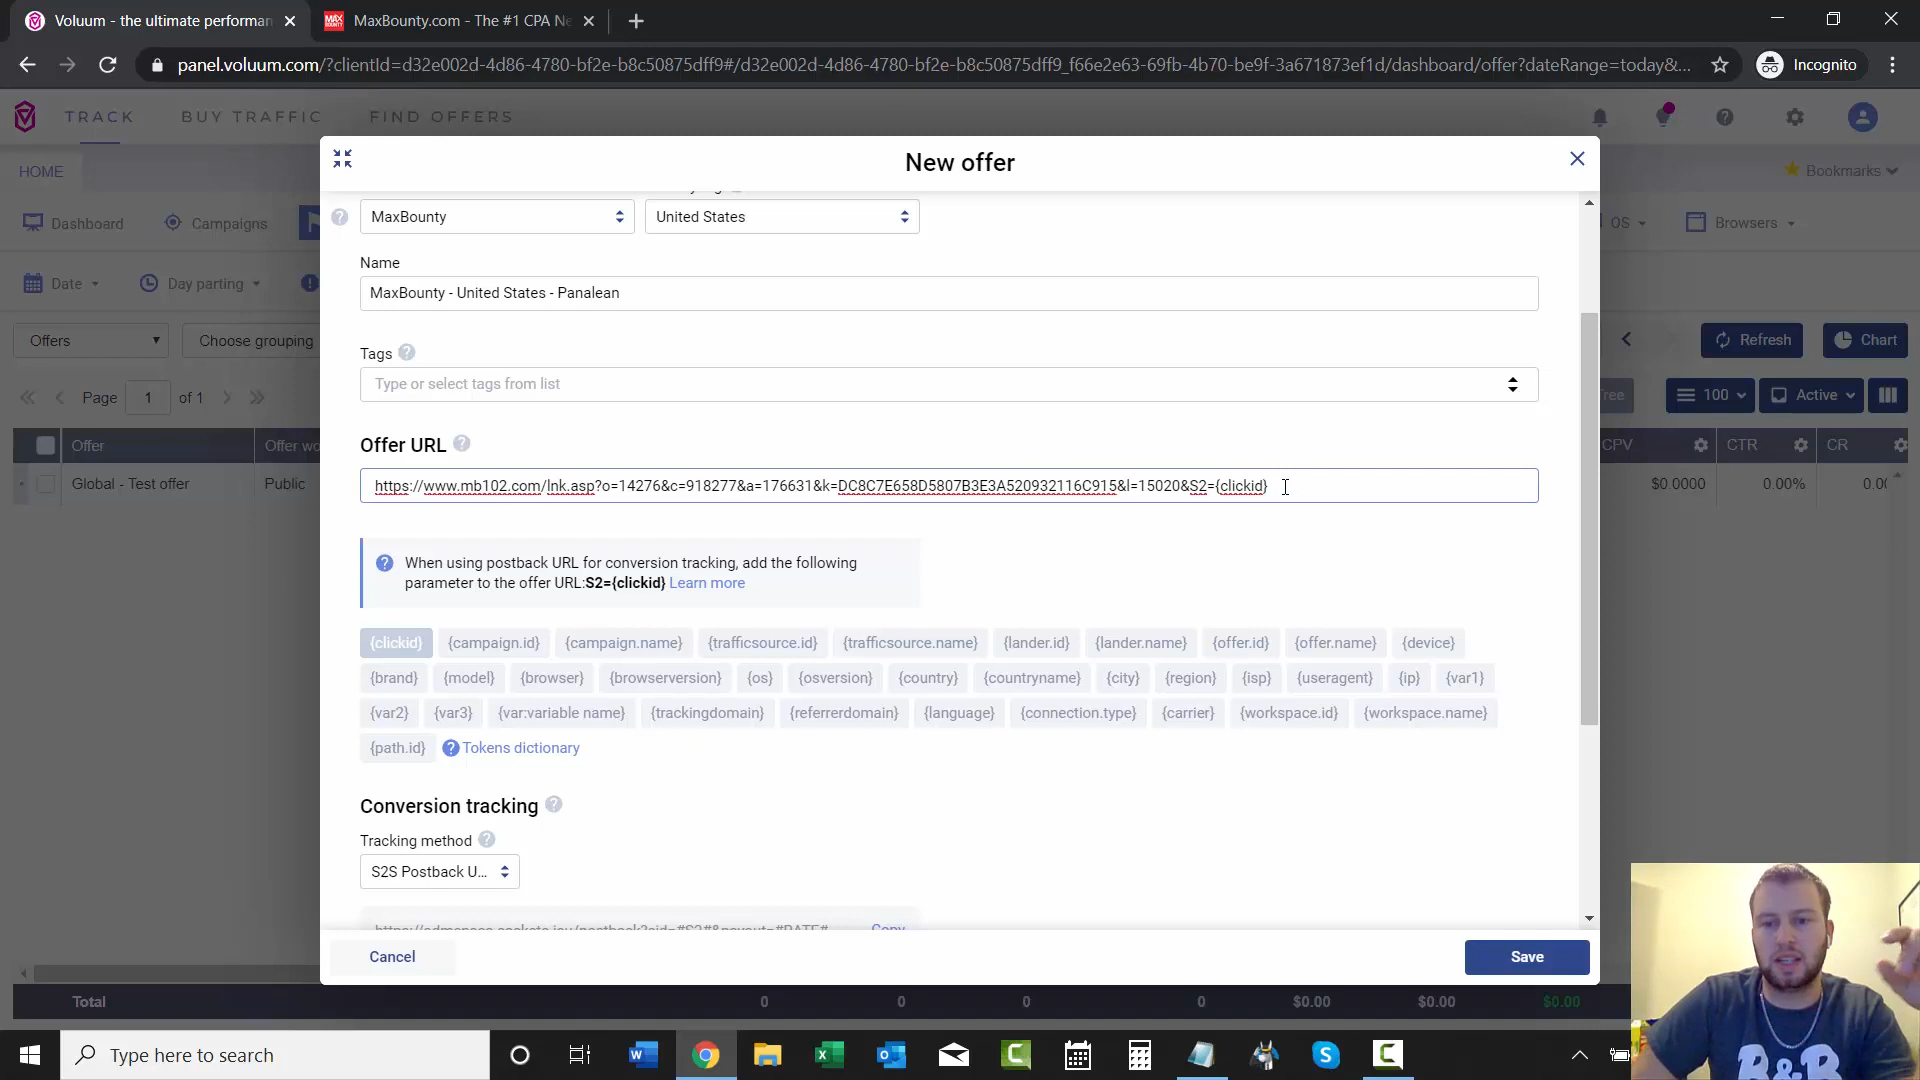 Voluum - the ultimate performan
MaxBounty.com - The #1 CPA Ne
panel.voluum.com/?clientId=d32e002d-4d86-4780-bf2e-b8c50875dff9#/d32e002d-4d86-4780-bf2e-b8c50875dff9_f66e2e63-69fb-4b70-be9f-3a671873ef1d/dashboard/offer?dateRange=today&...
Incognito
TRACK BUY TRAFFIC FIND OFFERS
New offer
HOME
Bookmarks
Dashboard Campaigns
MaxBounty
United States
OS Browsers
Date Day parting
Name
MaxBounty - United States - Panalean
Offers
Choose grouping
Refresh Chart
Tags
Type or select tags from list
Page 1 of 1
100 Active
Offer Offer wo
Offer URL
CPV CTR CR
Global - Test offer Public
https://www.mb102.com/lnk.asp?o=14276&c=918277&a=176631&k=DC8C7E658D5807B3E3A520932116C915&l=15020&S2={clickid}
$0.0000 0.00% 0.0(
When using postback URL for conversion tracking, add the following
parameter to the offer URL:S2={clickid} Learn more
{clickid} {campaign.id} {campaign.name} {trafficsource.id} {trafficsource.name} {lander.id} {lander.name} {offer.id} {offer.name} {device}
{brand} {model} {browser} {browserversion} {os} {osversion} {country} {countryname} {city} {region} {isp} {useragent} {ip} {var1}
{var2} {var3} {var:variable name} {trackingdomain} {referrerdomain} {language} {connection.type} {carrier} {workspace.id} {workspace.name}
{path.id} Tokens dictionary
Conversion tracking
Tracking method
S2S Postback U...
Copy
Cancel
Save
Total 0 0 0 0 $0.00 $0.00 $0.00
Type here to search
B&B